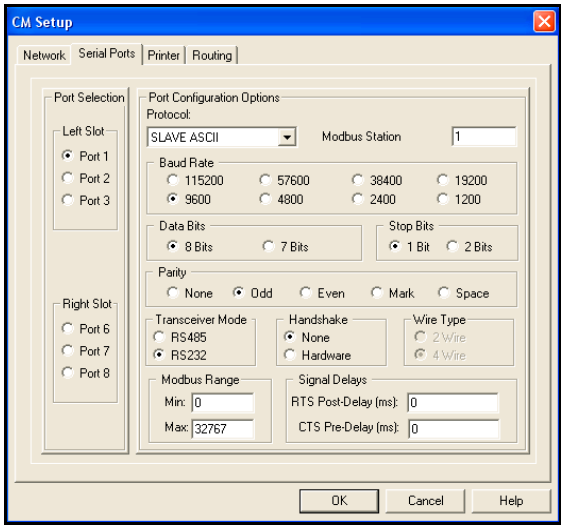 CM Setup
Network Serial Ports Printer Routing
Port Selection
Left Slot
Port 1
Port 2
Port 3
Right Slot
Port 6
Port 7
Port 8
Port Configuration Options
Protocol:
SLAVE ASCII Modbus Station 1
Baud Rate
115200 57600 38400 19200
9600 4800 2400 1200
Data Bits
8 Bits 7 Bits
Stop Bits
1 Bit 2 Bits
Parity
None Odd Even Mark Space
Transceiver Mode
RS485
RS232
Handshake
None
Hardware
Wire Type
2 Wire
4 Wire
Modbus Range
Min: 0
Max: 32767
Signal Delays
RTS Post-Delay (ms): 0
CTS Pre-Delay (ms): 0
OK Cancel Help